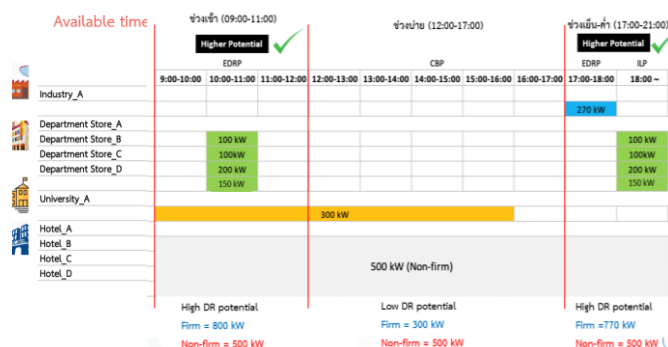 Available time
ช่วงเช้า (09:00-11:00)
ช่วงบ่าย (12:00-17:00)
ช่วงเย็น-ค่ำ (17:00-21:00)
Higher Potential
Higher Potential
EDRP
CBP
EDRP
ILP
9:00-10:00 10:00-11:00 11:00-12:00 12:00-13:00 13:00-14:00 14:00-15:00 15:00-16:00 16:00-17:00 17:00-18:00 18:00 ~
Industry_A
270 kW
Department Store_A
Department Store_B 100 kW 100 kW
Department Store_C 100kW 100kW
Department Store_D 200 kW 200 kW
150 kW 150 kW
University_A
300 kW
Hotel_A
Hotel_B
Hotel_C
Hotel_D
500 kW (Non-firm)
High DR potential
Firm = 800 kW
Non-firm = 500 kW
Low DR potential
Firm = 300 kW
Non-firm = 500 kW
High DR potential
Firm =770 kW
Non-firm = 500 kW